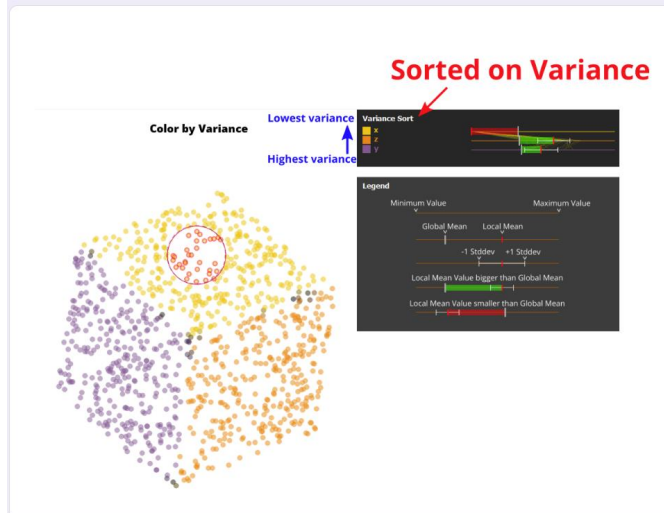 Sorted on Variance
Color by Variance
Lowest variance
Highest variance
Variance Sort
x
z
y
Legend
Minimum Value Maximum Value
Global Mean Local Mean
-1 Stddev +1 Stddev
Local Mean Value bigger than Global Mean
Local Mean Value smaller than Global Mean